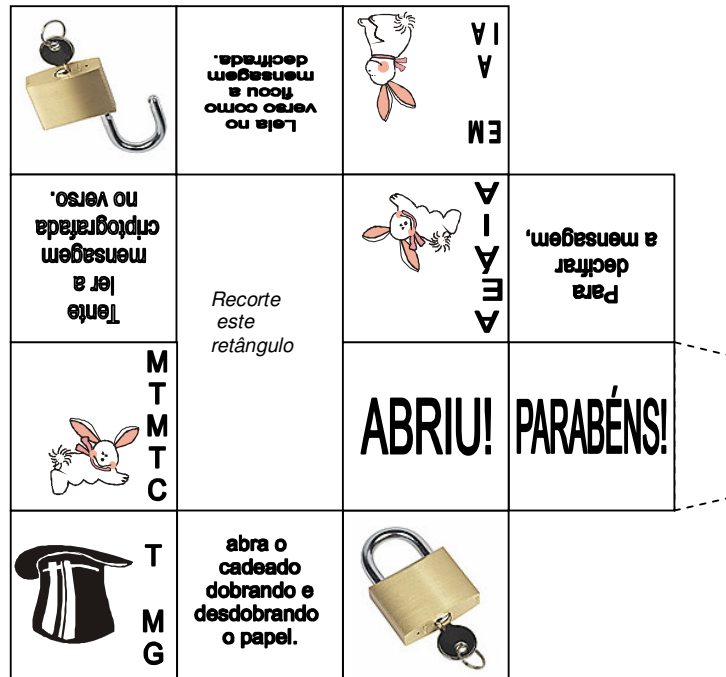 Leia no
verso como
ficou a
mensagem
decifrada.
EM
A
IA
Tente
ler a
mensagem
criptografada
no verso.
Recorte
este
retângulo
A
E
Á
I
A
Para
decifrar
a mensagem,
M
T
M
T
C
ABRIU!
PARABÉNS!
T
M
G
abra o
cadeado
dobrando e
desdobrando
o papel.